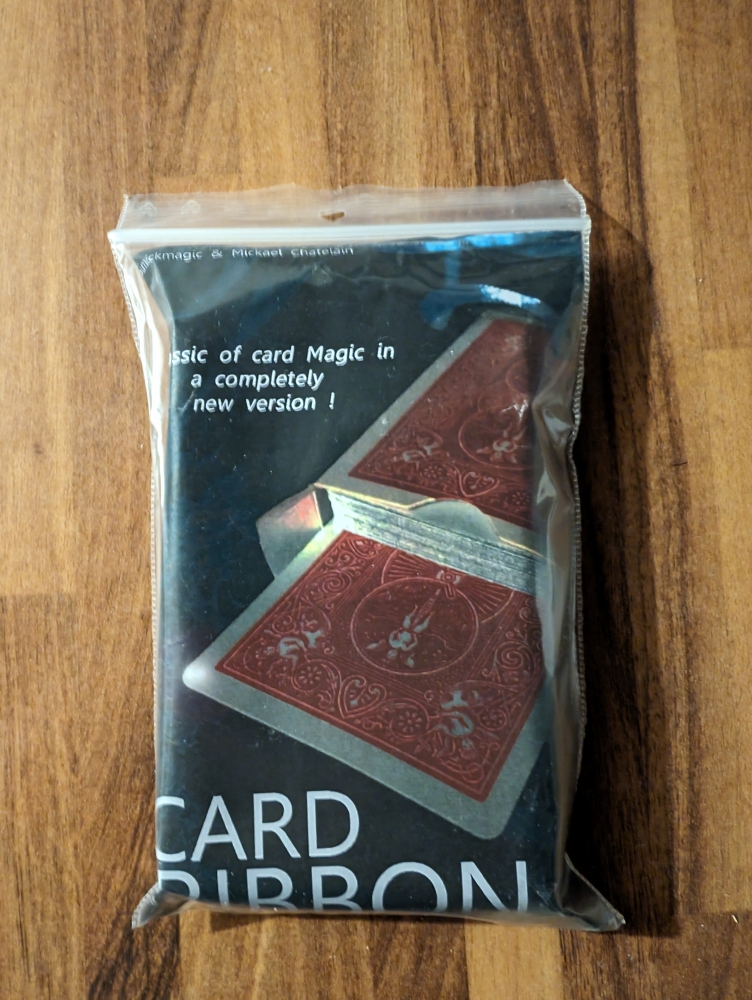 ickmagic & Mickael Chatelain
ssic of card Magic in
a completely
new version !
CARD
RIBBON